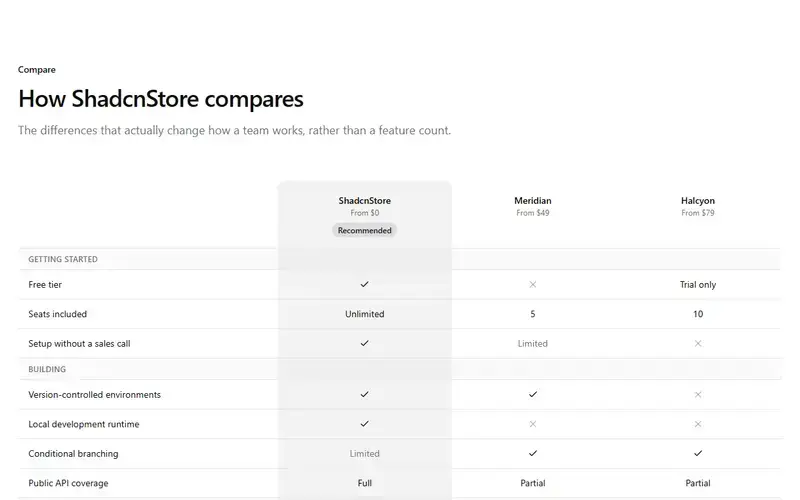 Compare
How ShadcnStore compares
The differences that actually change how a team works, rather than a feature count.
ShadcnStore Meridian Halcyon
From $0 From $49 From $79
Recommended
GETTING STARTED
Free tier ✓ × Trial only
Seats included Unlimited 5 10
Setup without a sales call ✓ Limited ×
BUILDING
Version-controlled environments ✓ ✓ ×
Local development runtime ✓ × ×
Conditional branching Limited ✓ ✓
Public API coverage Full Partial Partial